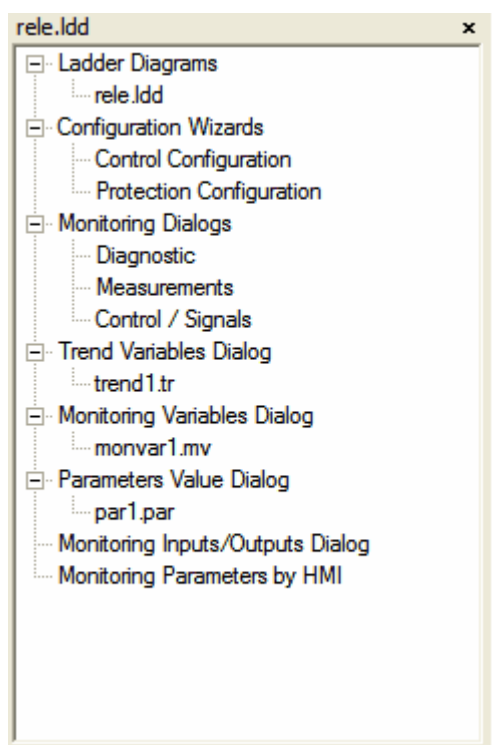 rele.ldd
Ladder Diagrams
rele.ldd
Configuration Wizards
Control Configuration
Protection Configuration
Monitoring Dialogs
Diagnostic
Measurements
Control / Signals
Trend Variables Dialog
trend1.tr
Monitoring Variables Dialog
monvar1.mv
Parameters Value Dialog
par1.par
Monitoring Inputs/Outputs Dialog
Monitoring Parameters by HMI